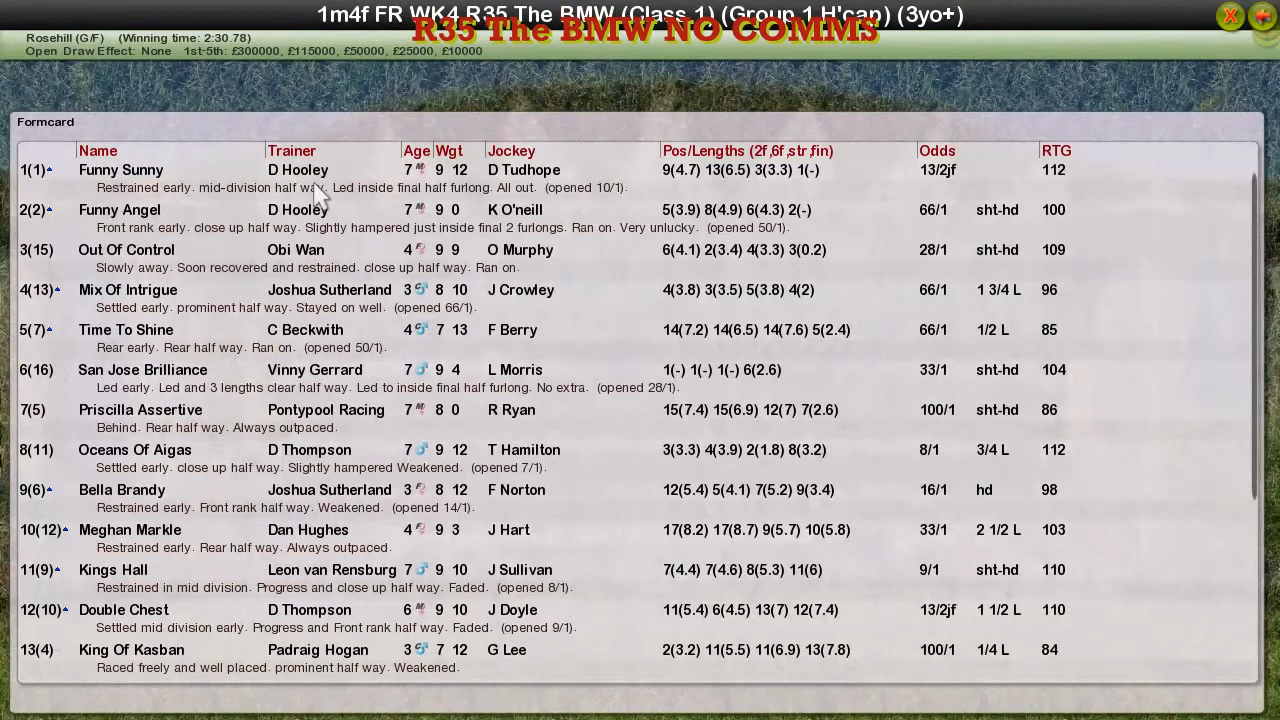 1m4f FR WK4 R35 The BMW (Class 1) (Group 1 H'cap) (3yo+)
R35 The BMW NO COMMS
Rosehill (G/F) (Winning time: 2:30.78)
Open Draw Effect: None 1st-5th: £300000, £115000, £50000, £25000, £10000
Formcard
Name Trainer Age Wgt Jockey Pos/Lengths (2f,6f,str,fin) Odds RTG
1(1) Funny Sunny D Hooley 7 9 12 D Tudhope 9(4.7) 13(6.5) 3(3.3) 1(-) 13/2jf 112
Restrained early. mid-division half way. Led inside final half furlong. All out. (opened 10/1).
2(2) Funny Angel D Hooley 7 9 0 K O'neill 5(3.9) 8(4.9) 6(4.3) 2(-) 66/1 sht-hd 100
Front rank early. close up half way. Slightly hampered just inside final 2 furlongs. Ran on. Very unlucky. (opened 50/1).
3(15) Out Of Control Obi Wan 4 9 9 O Murphy 6(4.1) 2(3.4) 4(3.3) 3(0.2) 28/1 sht-hd 109
Slowly away. Soon recovered and restrained. close up half way. Ran on.
4(13) Mix Of Intrigue Joshua Sutherland 3 8 10 J Crowley 4(3.8) 3(3.5) 5(3.8) 4(2) 66/1 1 3/4 L 96
Settled early. prominent half way. Stayed on well. (opened 66/1).
5(7) Time To Shine C Beckwith 4 7 13 F Berry 14(7.2) 14(6.5) 14(7.6) 5(2.4) 66/1 1/2 L 85
Rear early. Rear half way. Ran on. (opened 50/1).
6(16) San Jose Brilliance Vinny Gerrard 7 9 4 L Morris 1(-) 1(-) 1(-) 6(2.6) 33/1 sht-hd 104
Led early. Led and 3 lengths clear half way. Led to inside final half furlong. No extra. (opened 28/1).
7(5) Priscilla Assertive Pontypool Racing 7 8 0 R Ryan 15(7.4) 15(6.9) 12(7) 7(2.6) 100/1 sht-hd 86
Behind. Rear half way. Always outpaced.
8(11) Oceans Of Aigas D Thompson 7 9 12 T Hamilton 3(3.3) 4(3.9) 2(1.8) 8(3.2) 8/1 3/4 L 112
Settled early. close up half way. Slightly hampered Weakened. (opened 7/1).
9(6) Bella Brandy Joshua Sutherland 3 8 12 F Norton 12(5.4) 5(4.1) 7(5.2) 9(3.4) 16/1 hd 98
Restrained early. Front rank half way. Weakened. (opened 14/1).
10(12) Meghan Markle Dan Hughes 4 9 3 J Hart 17(8.2) 17(8.7) 9(5.7) 10(5.8) 33/1 2 1/2 L 103
Restrained early. Rear half way. Always outpaced.
11(9) Kings Hall Leon van Rensburg 7 9 10 J Sullivan 7(4.4) 7(4.6) 8(5.3) 11(6) 9/1 sht-hd 110
Restrained in mid division. Progress and close up half way. Faded. (opened 8/1).
12(10) Double Chest D Thompson 6 9 10 J Doyle 11(5.4) 6(4.5) 13(7) 12(7.4) 13/2jf 1 1/2 L 110
Settled mid division early. Progress and Front rank half way. Faded. (opened 9/1).
13(4) King Of Kasban Padraig Hogan 3 7 12 G Lee 2(3.2) 11(5.5) 11(6.9) 13(7.8) 100/1 1/4 L 84
Raced freely and well placed. prominent half way. Weakened.